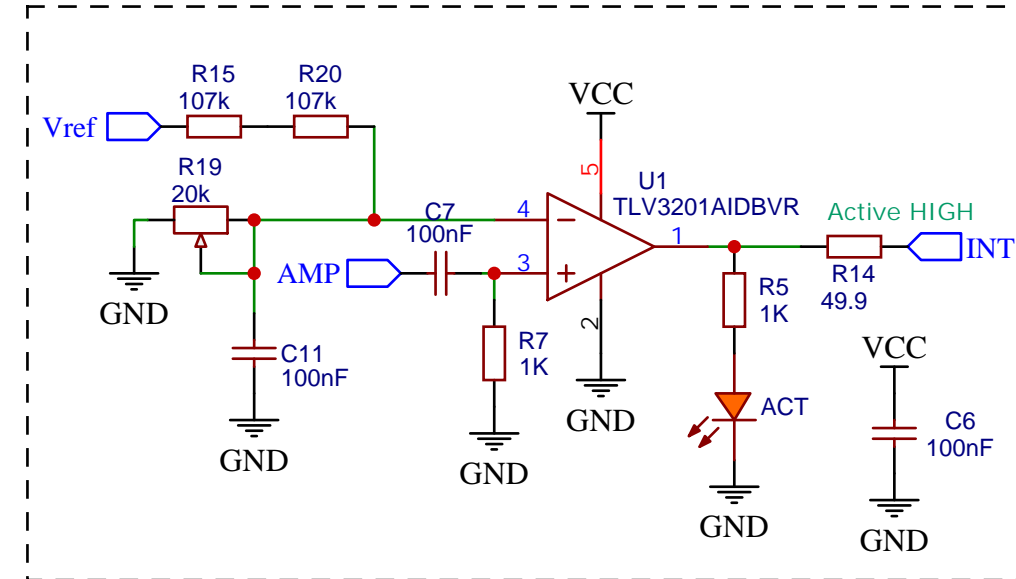 R15
107k
R20
107k
VCC
Vref
R19
20k
5
U1
TLV3201AIDBVR
C7
100nF
4
Active HIGH
1
INT
AMP
3
R14
49.9
GND
R5
1K
2
R7
1K
VCC
C11
100nF
GND
ACT
C6
100nF
GND
GND
GND
GND